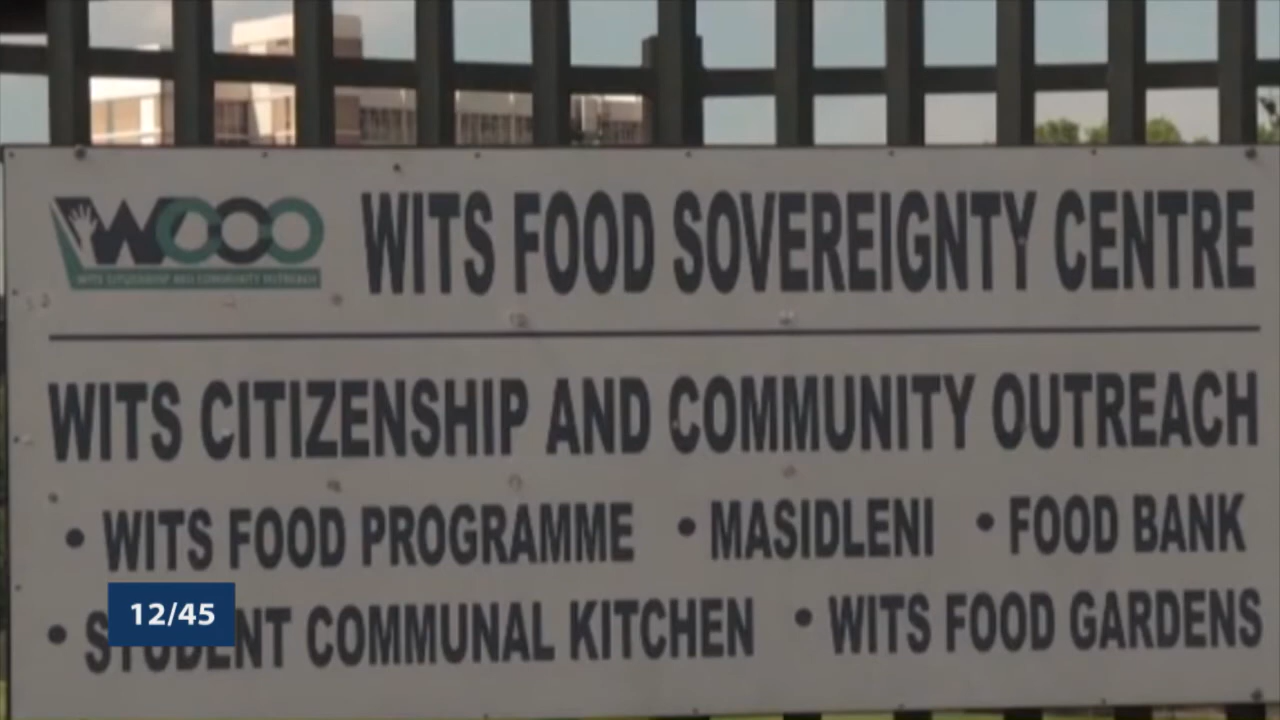 WCCO WITS FOOD SOVEREIGNTY CENTRE
WITS CITIZENSHIP AND COMMUNITY OUTREACH
WITS CITIZENSHIP AND COMMUNITY OUTREACH
• WITS FOOD PROGRAMME • MASIDLENI • FOOD BANK
12/45
• STUDENT COMMUNAL KITCHEN • WITS FOOD GARDENS